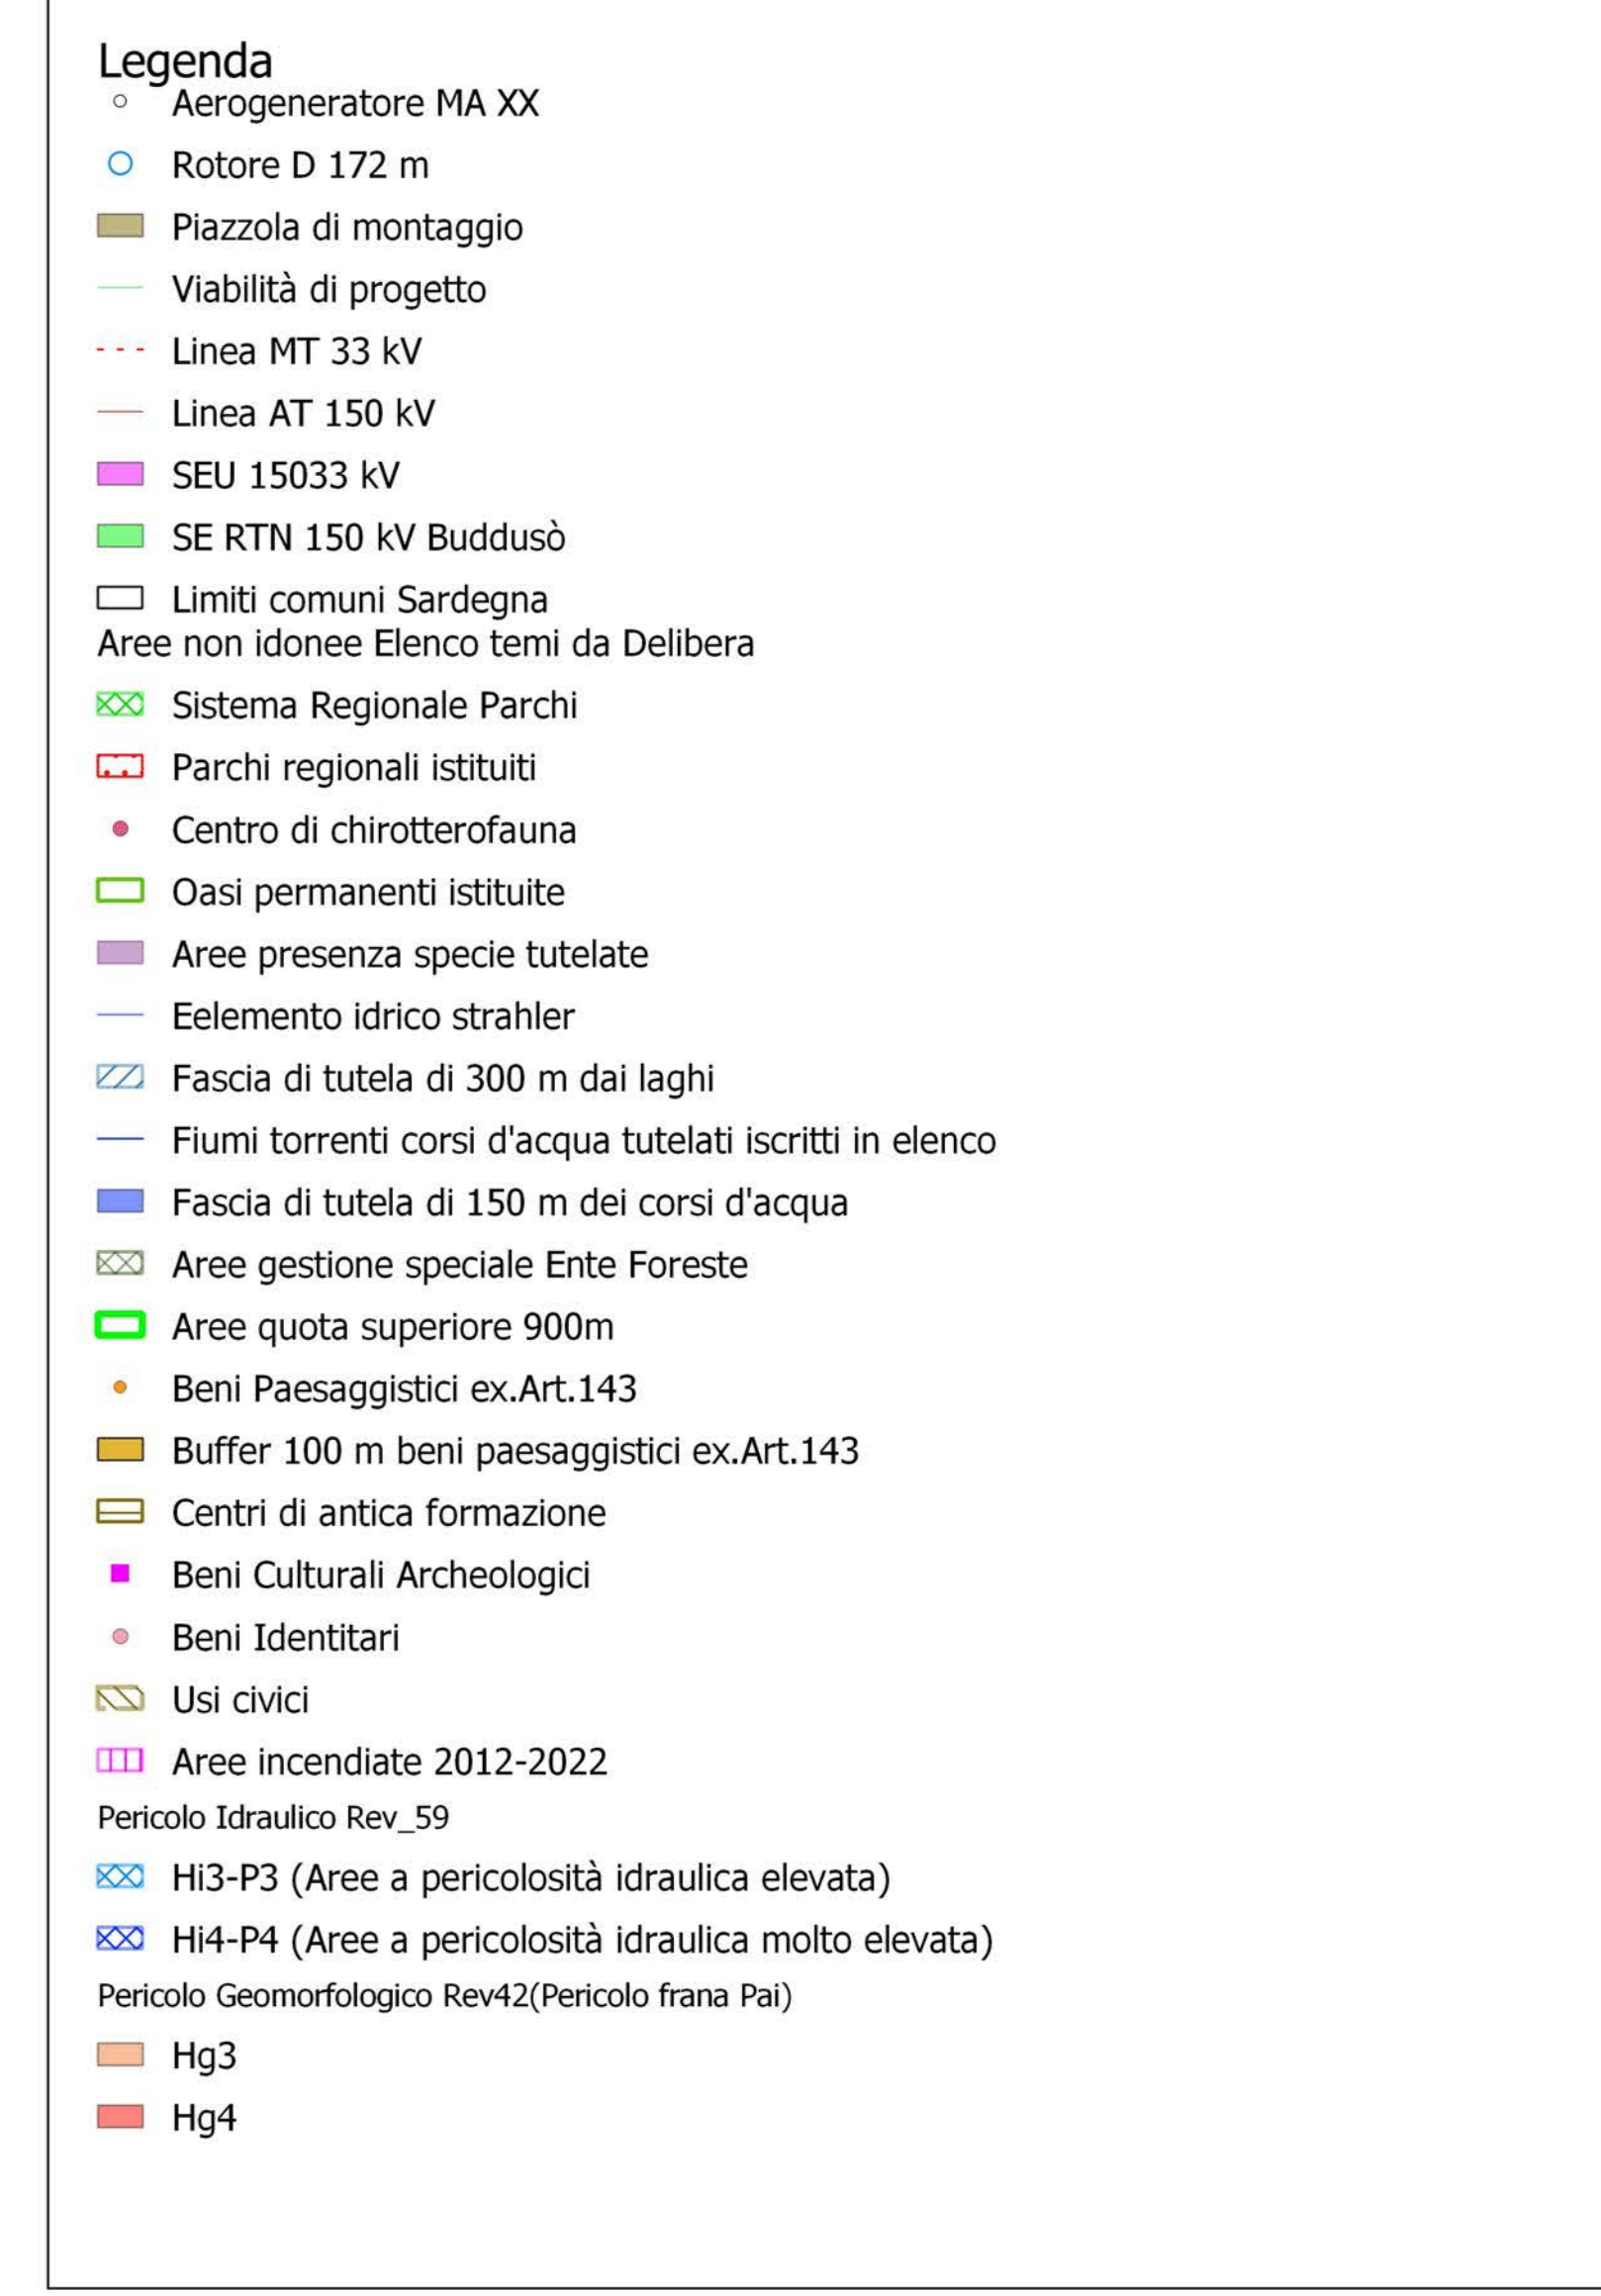 Legenda
Aerogeneratore MA XX
Rotore D 172 m
Piazzola di montaggio
Viabilità di progetto
Linea MT 33 kV
Linea AT 150 kV
SEU 15033 kV
SE RTN 150 kV Buddusò
Limiti comuni Sardegna
Aree non idonee Elenco temi da Delibera
Sistema Regionale Parchi
Parchi regionali istituiti
Centro di chirotterofauna
Oasi permanenti istituite
Aree presenza specie tutelate
Eelemento idrico strahler
Fascia di tutela di 300 m dai laghi
Fiumi torrenti corsi d'acqua tutelati iscritti in elenco
Fascia di tutela di 150 m dei corsi d'acqua
Aree gestione speciale Ente Foreste
Aree quota superiore 900m
Beni Paesaggistici ex.Art.143
Buffer 100 m beni paesaggistici ex.Art.143
Centri di antica formazione
Beni Culturali Archeologici
Beni Identitari
Usi civici
Aree incendiate 2012-2022
Pericolo Idraulico Rev_59
Hi3-P3 (Aree a pericolosità idraulica elevata)
Hi4-P4 (Aree a pericolosità idraulica molto elevata)
Pericolo Geomorfologico Rev42(Pericolo frana Pai)
Hg3
Hg4